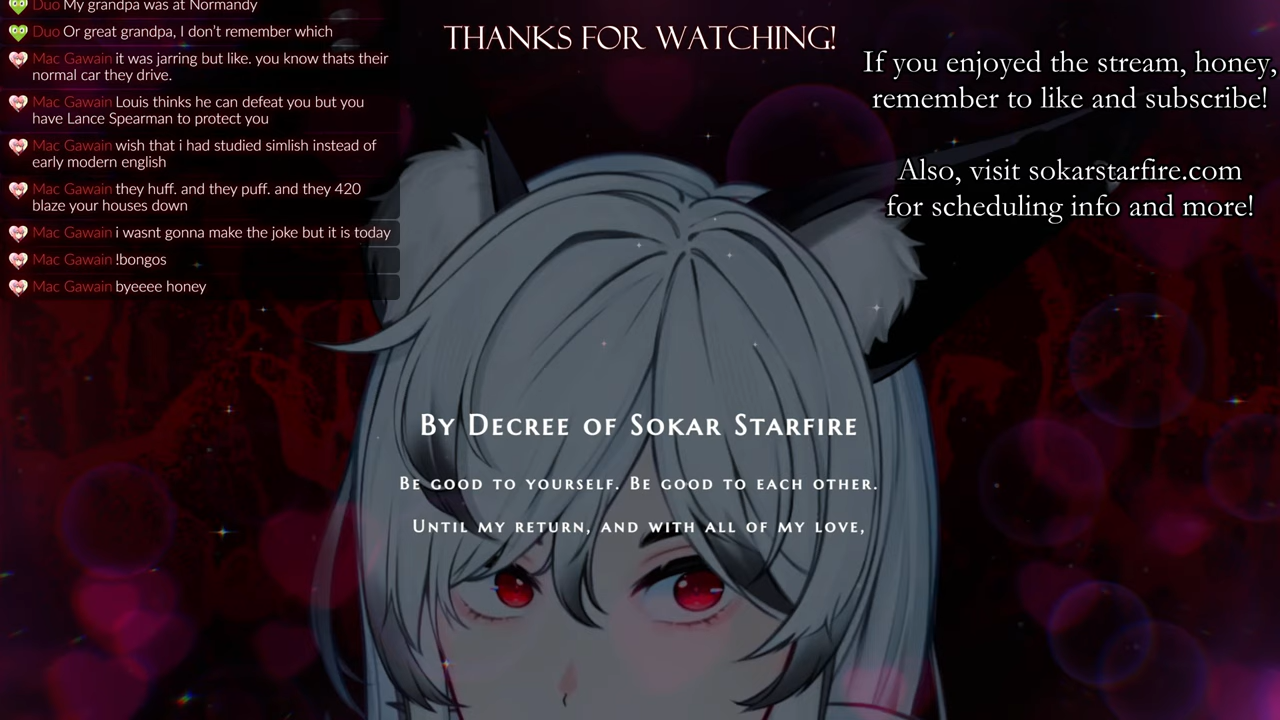 Duo My grandpa was at Normandy
Duo Or great grandpa, I don't remember which
Mac Gawain it was jarring but like. you know thats their
normal car they drive.
Mac Gawain Louis thinks he can defeat you but you
have Lance Spearman to protect you
Mac Gawain wish that i had studied simlish instead of
early modern english
Mac Gawain they huff. and they puff. and they 420
blaze your houses down
Mac Gawain i wasnt gonna make the joke but it is today
Mac Gawain !bongos
Mac Gawain byeeee honey
THANKS FOR WATCHING!
If you enjoyed the stream, honey,
remember to like and subscribe!
Also, visit sokarstarfire.com
for scheduling info and more!
By Decree of Sokar Starfire
Be good to yourself. Be good to each other.
Until my return, and with all of my love,